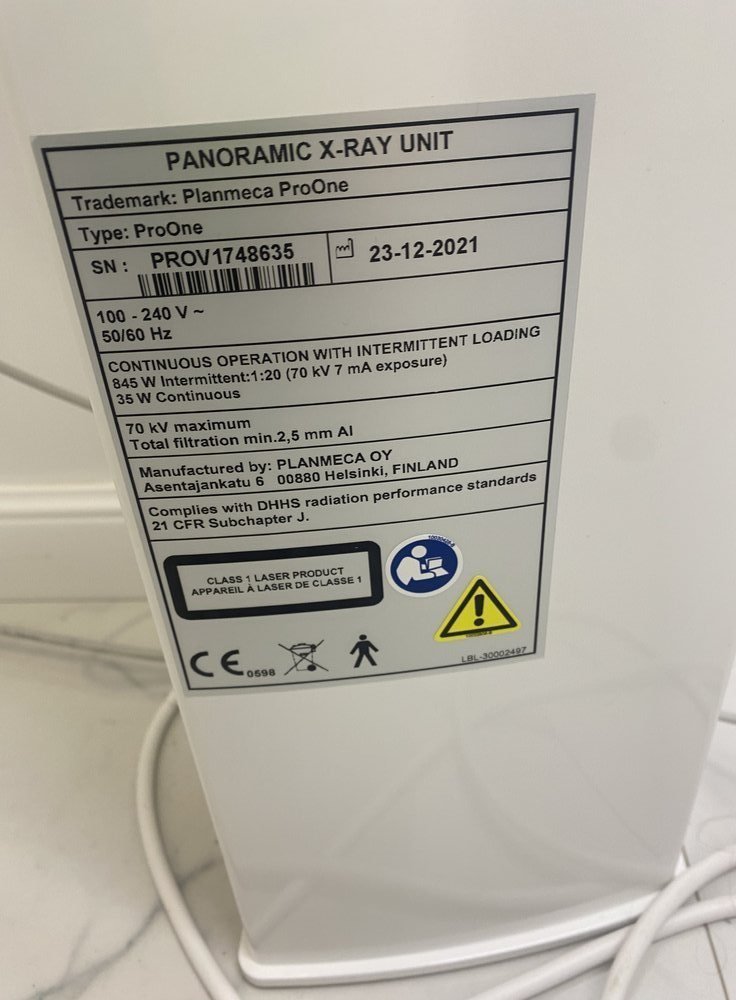 PANORAMIC X-RAY UNIT
Trademark: Planmeca ProOne
Type: ProOne
SN : PROV1748635
23-12-2021
100 - 240 V ~
50/60 Hz
CONTINUOUS OPERATION WITH INTERMITTENT LOADING
845 W Intermittent:1:20 (70 kV 7 mA exposure)
35 W Continuous
70 kV maximum
Total filtration min.2,5 mm Al
Manufactured by: PLANMECA OY
Asentajankatu 6 00880 Helsinki, FINLAND
Complies with DHHS radiation performance standards
21 CFR Subchapter J.
CLASS 1 LASER PRODUCT
APPAREIL À LASER DE CLASSE 1
CE 0598
LBL-30002497